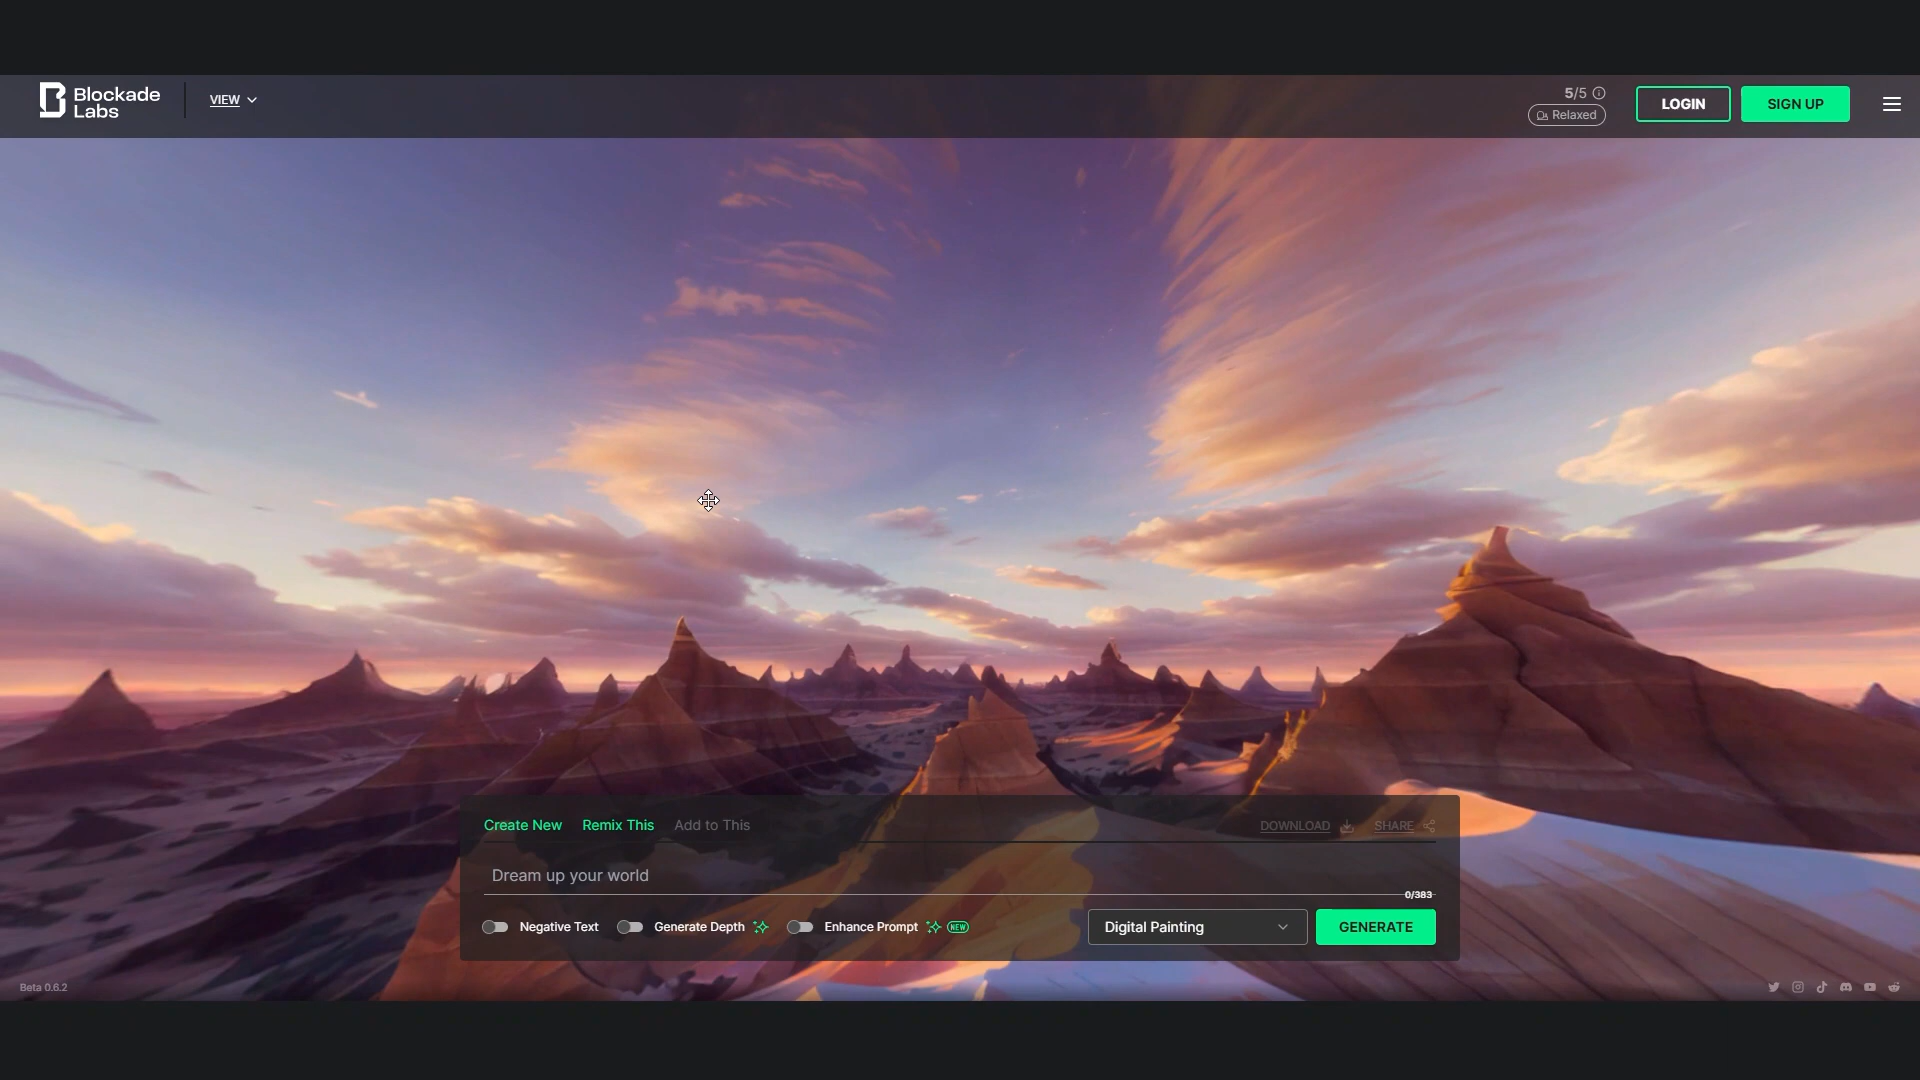 Blockade
Labs
VIEW
5/5
Relaxed
LOGIN
SIGN UP
Create New
Remix This
Add to This
DOWNLOAD
SHARE
Dream up your world
0/383
Negative Text
Generate Depth
Enhance Prompt
NEW
Digital Painting
GENERATE
Beta 0.6.2